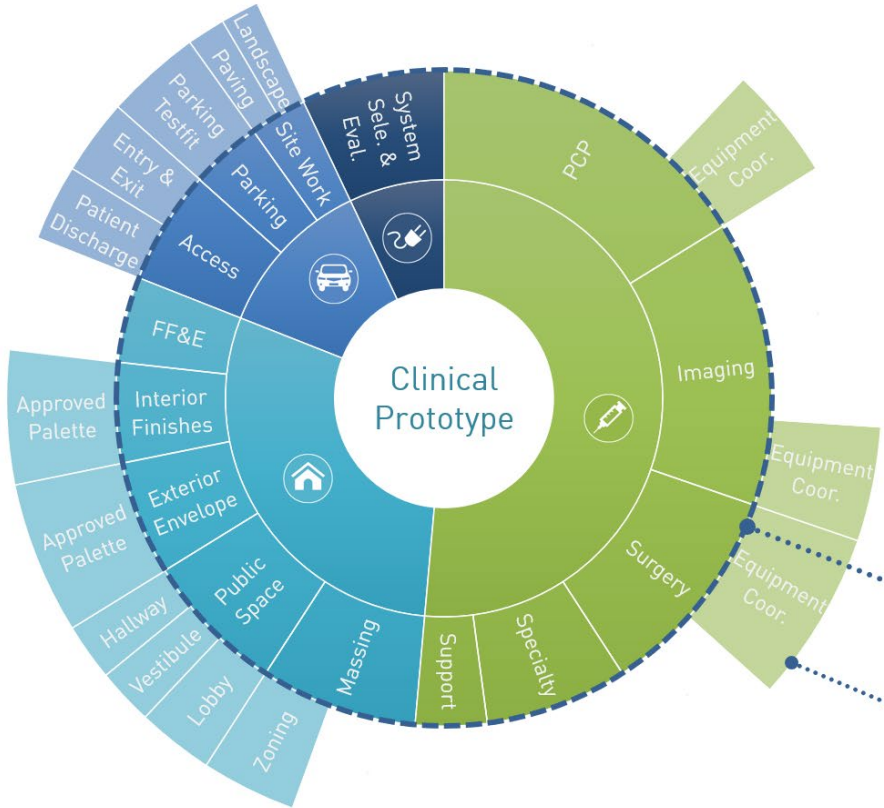 Clinical
Prototype
System
Sele. &
Eval.
PCP
Equipment
Coor.
Imaging
Equipment
Coor.
Surgery
Equipment
Coor.
Specialty
Support
Massing
Zoning
Public
Space
Lobby
Vestibule
Hallway
Exterior
Envelope
Approved
Palette
Interior
Finishes
Approved
Palette
FF&E
Access
Patient
Discharge
Entry &
Exit
Parking
Parking
Testfit
Site Work
Paving
Landscape